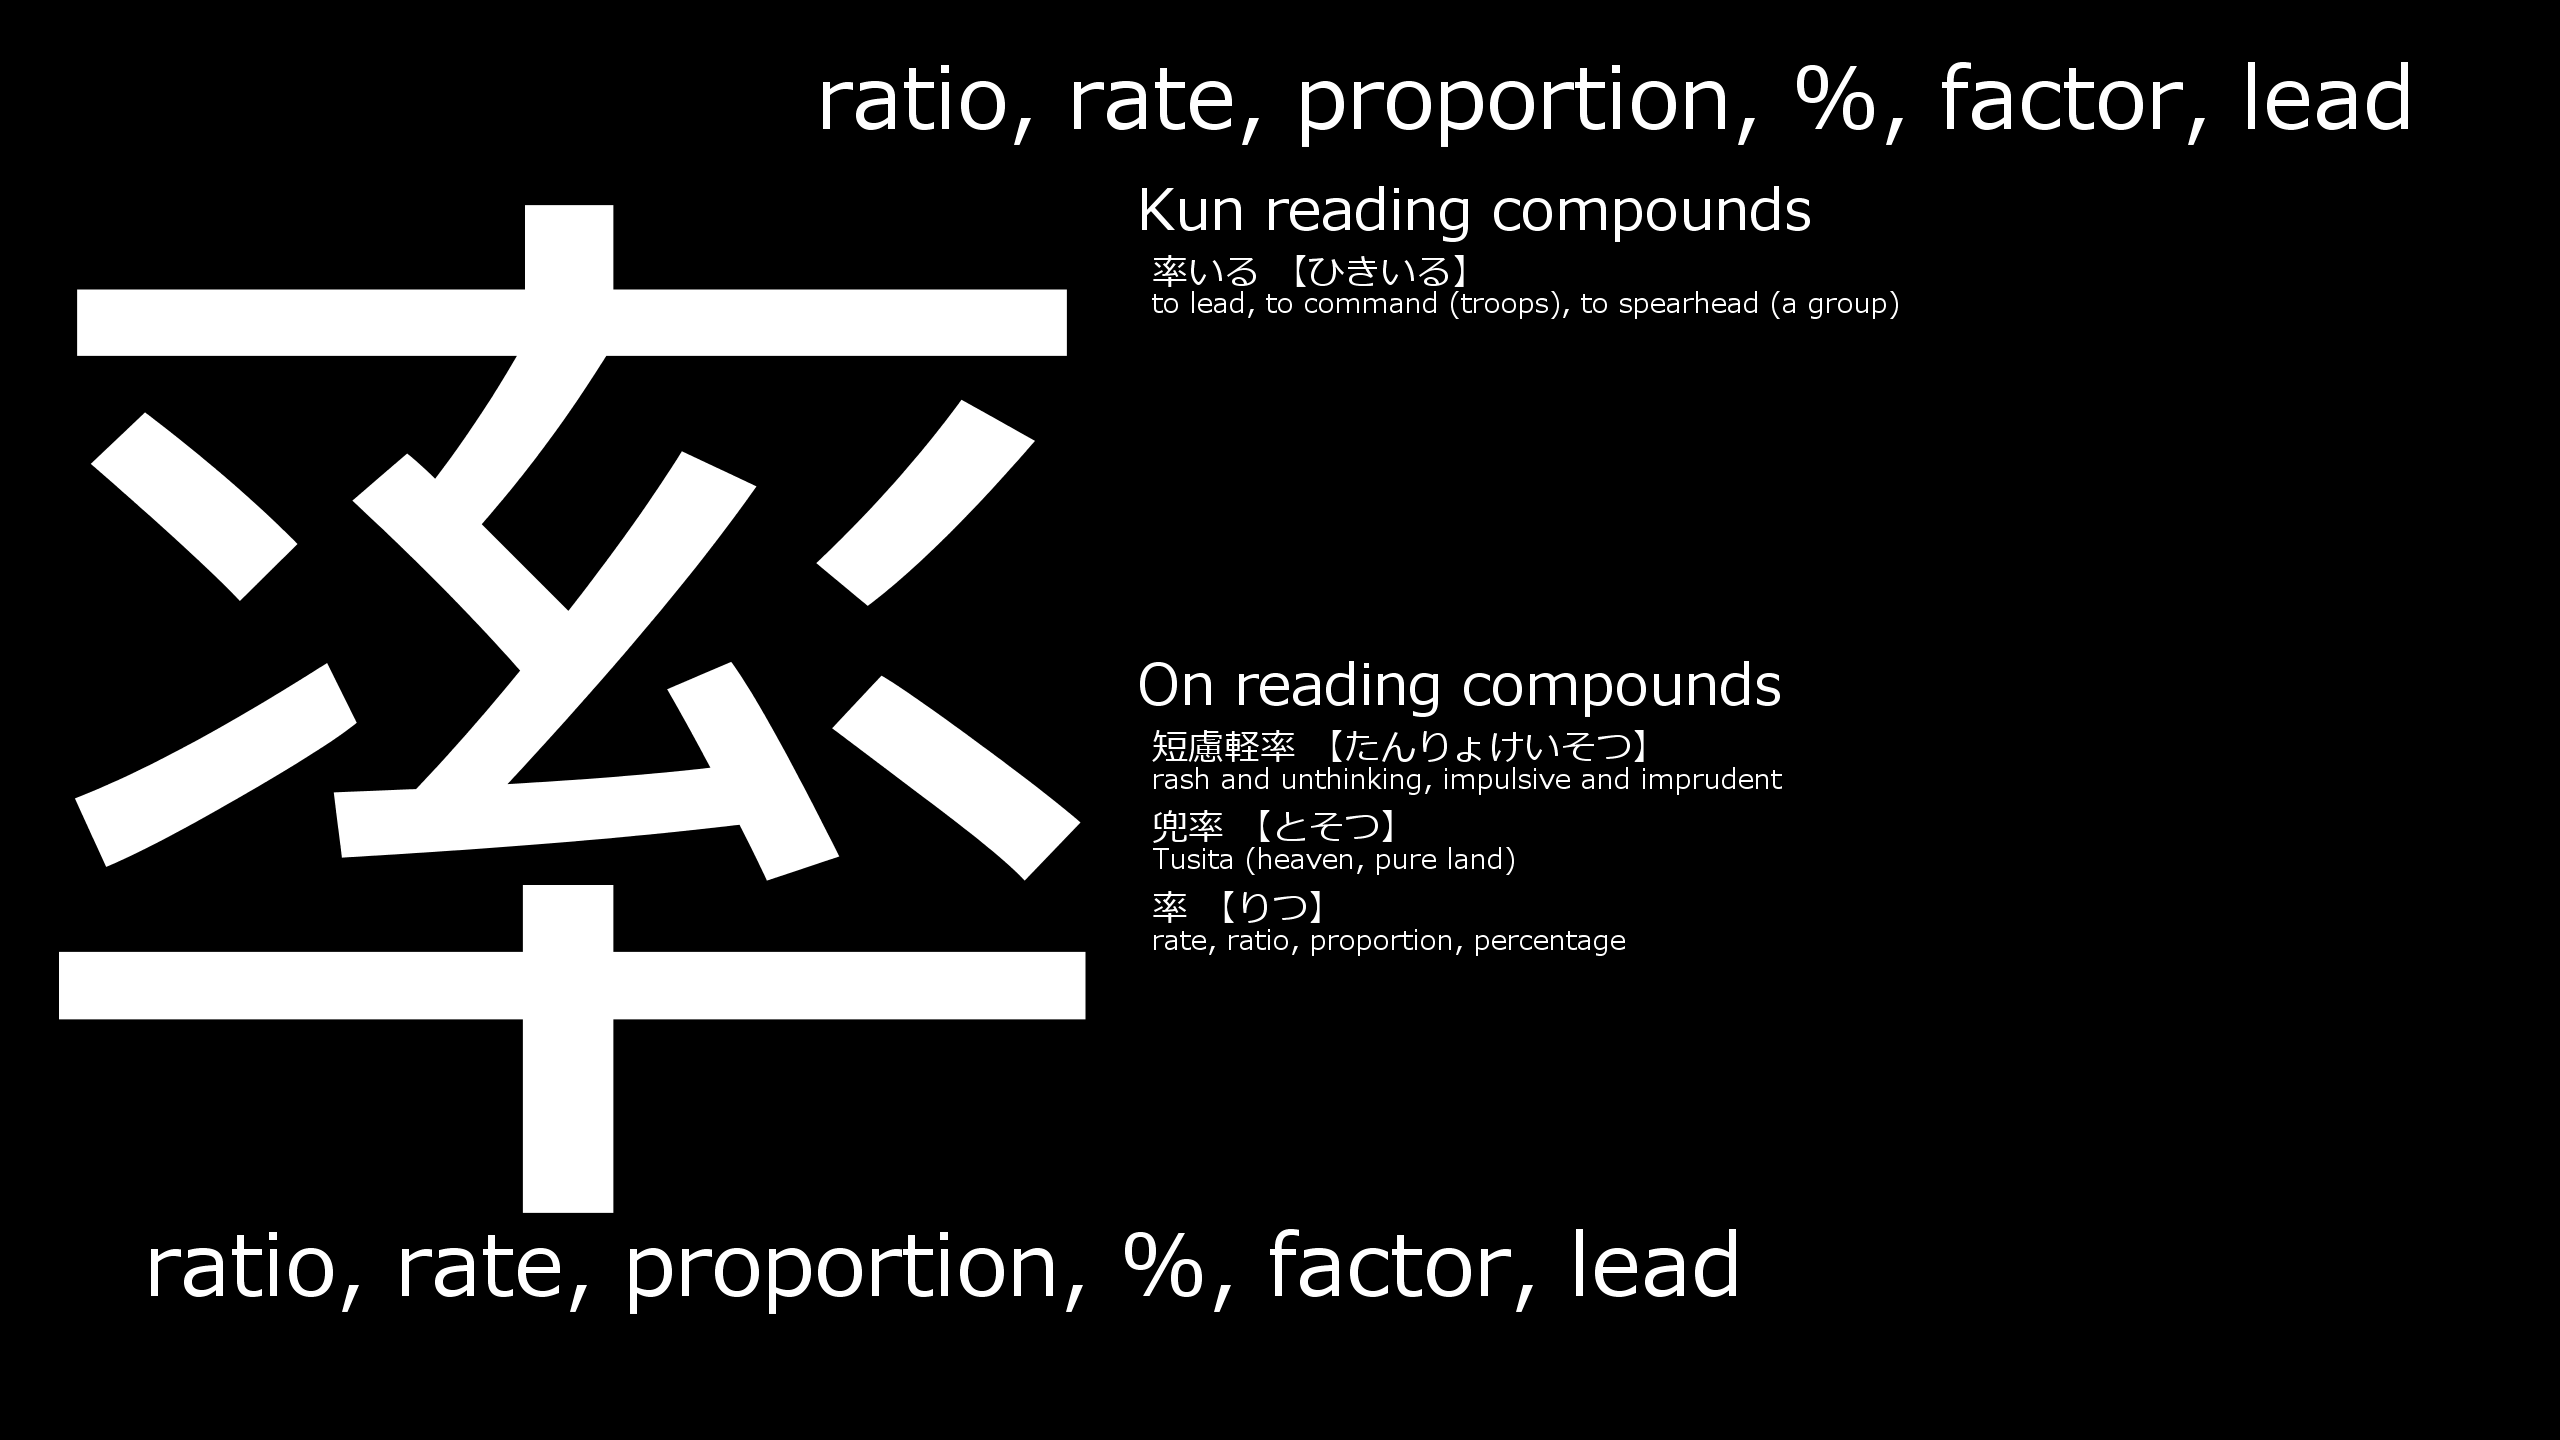 ratio, rate, proportion, %, factor, lead
率
Kun reading compounds
率いる 【ひきいる】
to lead, to command (troops), to spearhead (a group)
On reading compounds
短慮軽率 【たんりょけいそつ】
rash and unthinking, impulsive and imprudent
兜率 【とそつ】
Tusita (heaven, pure land)
率 【りつ】
rate, ratio, proportion, percentage
ratio, rate, proportion, %, factor, lead